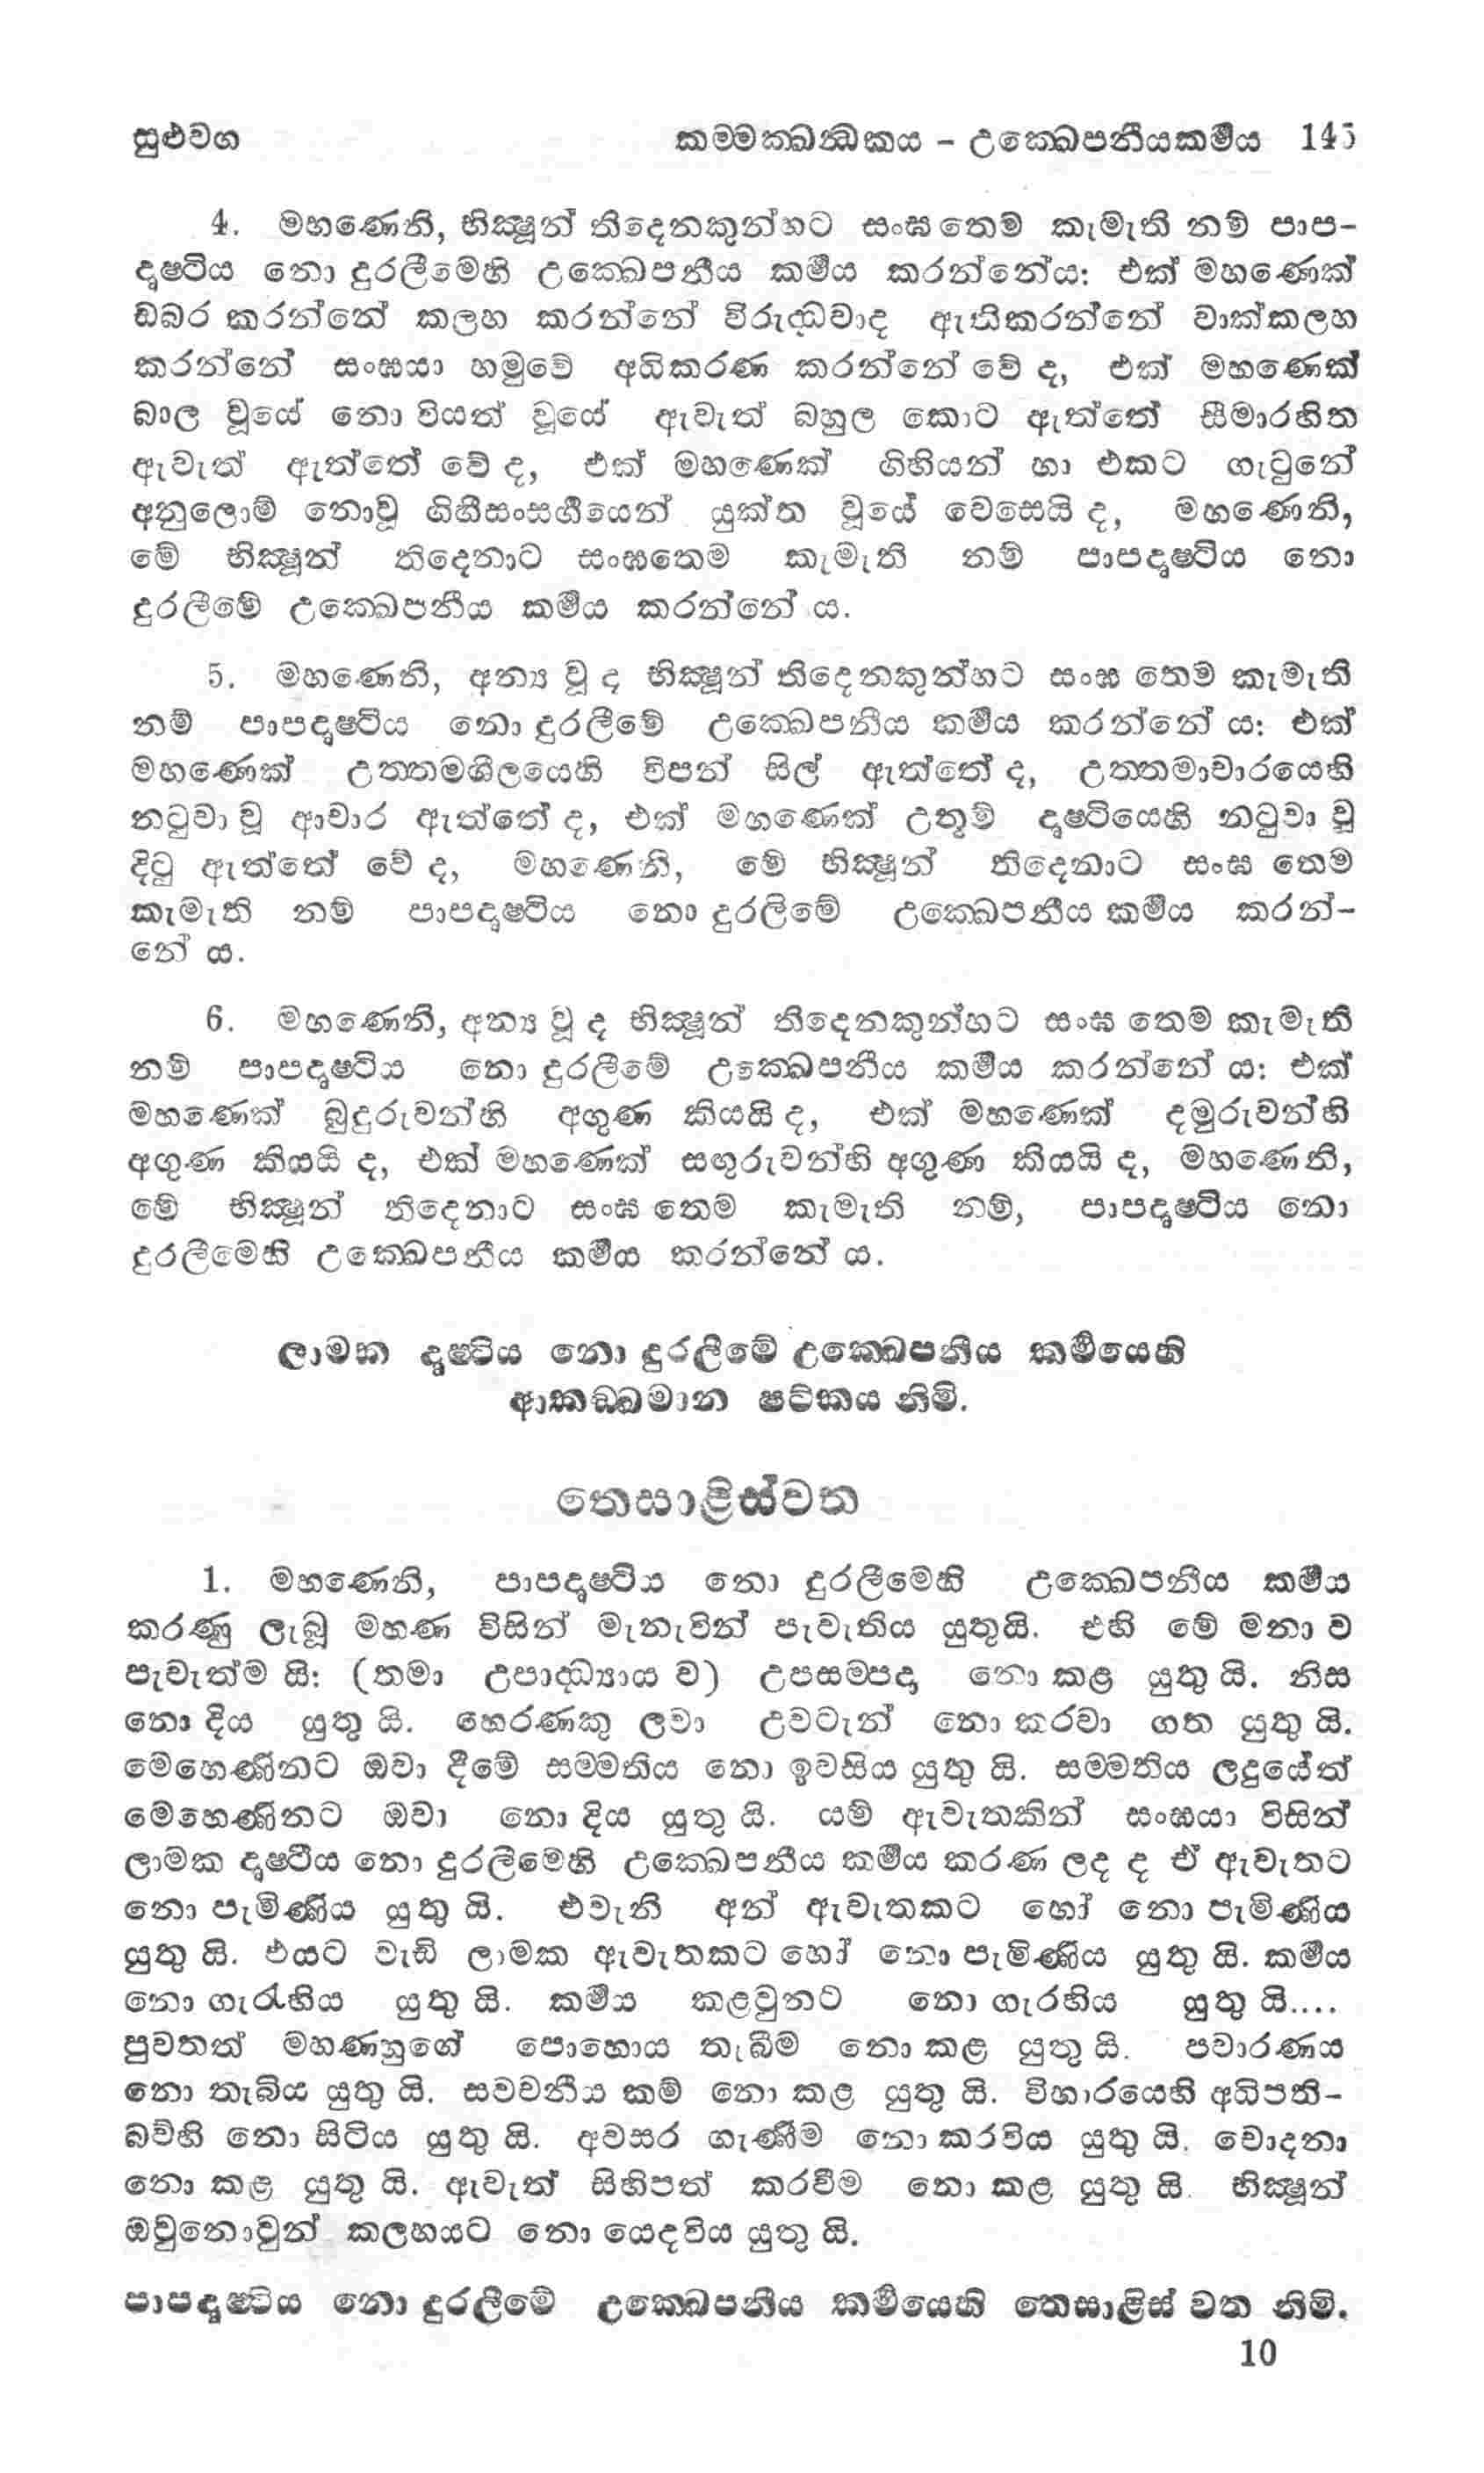 සුළුවග කම්මක්ඛන්ධකය - උක්ඛෙපනීයකර්මය 145
4. මහණෙනි, භික්ෂූන් තිදෙනකුන්හට සංඝ තෙම කැමැති නම් පාප-
දෘෂ්ටිය නො දුරලීමෙහි උක්ඛෙපනීය කර්මය කරන්නේය: එක් මහණෙක්
ඩබර කරන්නේ කලහ කරන්නේ විරුද්ධවාද ඇතිකරන්නේ වාක්කලහ
කරන්නේ සංඝයා හමුවේ අධිකරණ කරන්නේ වේ ද, එක් මහණෙක්
බාල වූයේ නො වියත් වූයේ ඇවැත් බහුල කොට ඇත්තේ සීමාරහිත
ඇවැත් ඇත්තේ වේ ද, එක් මහණෙක් ගිහියන් හා එකට ගැටුනේ
අනුලොම් නොවූ ගිහිසංසර්ගයෙන් යුක්ත වූයේ වෙසෙයි ද, මහණෙනි,
මේ භික්ෂූන් තිදෙනාට සංඝතෙම කැමැති නම් පාපදෘෂ්ටිය නො
දුරලීමේ උක්ඛෙපනීය කර්මය කරන්නේ ය.
5. මහණෙනි, අන්‍ය වූ ද භික්ෂූන් තිදෙනකුන්හට සංඝ තෙම කැමැති
නම් පාපදෘෂ්ටිය නො දුරලීමේ උක්ඛෙපනීය කර්මය කරන්නේ ය: එක්
මහණෙක් උත්තමශීලයෙහි විපන් සිල් ඇත්තේ ද, උත්තමාචාරයෙහි
නටුවා වූ ආචාර ඇත්තේ ද, එක් මහණෙක් උතුම් දෘෂ්ටියෙහි නටුවා වූ
දිටු ඇත්තේ වේ ද, මහණෙනි, මේ භික්ෂූන් තිදෙනාට සංඝ තෙම
කැමැති නම් පාපදෘෂ්ටිය නො දුරලිමේ උක්ඛෙපනීය කර්මය කරන්-
නේ ය.
6. මහණෙනි, අන්‍ය වූ ද භික්ෂූන් තිදෙනකුන්හට සංඝ තෙම කැමැති
නම් පාපදෘෂ්ටිය නො දුරලීමේ උක්ඛෙපනීය කර්මය කරන්නේ ය: එක්
මහණෙක් බුදුරුවන්හි අගුණ කියයි ද, එක් මහණෙක් දමුරුවන්හි
අගුණ කියයි ද, එක් මහණෙක් සඟුරුවන්හි අගුණ කියයි ද, මහණෙනි,
මේ භික්ෂූන් තිදෙනාට සංඝ තෙම කැමැති නම්, පාපදෘෂ්ටිය නො
දුරලීමෙහි උක්ඛෙපනීය කර්මය කරන්නේ ය.
ලාමක දෘෂ්ටිය නො දුරලීමේ උක්ඛෙපනීය කර්මයෙහි
ආකඞ්ඛමාන ෂට්කය නිමි.
තෙසාළිස්වත
1. මහණෙනි, පාපදෘෂ්ටිය නො දුරලීමෙහි උක්ඛෙපනීය කර්මය
කරණු ලැබූ මහණ විසින් මැනැවින් පැවැතිය යුතුයි. එහි මේ මනා ව
පැවැත්ම යි: (තමා උපාද්ධ්‍යාය ව) උපසම්පදා නො කළ යුතු යි. නිස
නො දිය යුතු යි. හෙරණකු ලවා උවටැන් නො කරවා ගත යුතු යි.
මෙහෙණිනට ඔවා දීමේ සම්මතිය නො ඉවසිය යුතු යි. සම්මතිය ලදුයේත්
මෙහෙණිනට ඔවා නො දිය යුතු යි. යම් ඇවැතකින් සංඝයා විසින්
ලාමක දෘෂ්ටිය නො දුරලීමෙහි උක්ඛෙපනීය කර්මය කරණ ලද ද ඒ ඇවැතට
නො පැමිණිය යුතු යි. එවැනි අන් ඇවැතකට හෝ නො පැමිණිය
යුතු යි. එයට වැඩි ලාමක ඇවැතකට හෝ නො පැමිණිය යුතු යි. කර්මය
නො ගැරැහිය යුතු යි. කර්මය කළවුනට නො ගැරහිය යුතු යි....
පුවතත් මහණහුගේ පොහොය තැබීම නො කළ යුතු යි. පවාරණය
නො තැබිය යුතු යි. සවචනීය කම් නො කළ යුතු යි. විහාරයෙහි අධිපති-
බව්හි නො සිටිය යුතු යි. අවසර ගැණීම නො කරවිය යුතු යි. චොදනා
නො කළ යුතු යි. ඇවැත් සිහිපත් කරවීම නො කළ යුතු යි. භික්ෂූන්
ඔවුනොවුන් කලහයට නො යෙදවිය යුතු යි.
පාපදෘෂ්ටිය නො දුරලීමේ උක්ඛෙපනීය කර්මයෙහි තෙසාළිස් වත නිමි.
10